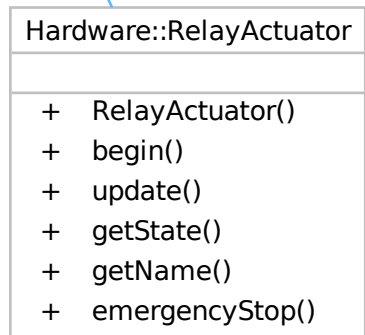 Hardware::RelayActuator
+ RelayActuator()
+ begin()
+ update()
+ getState()
+ getName()
+ emergencyStop()